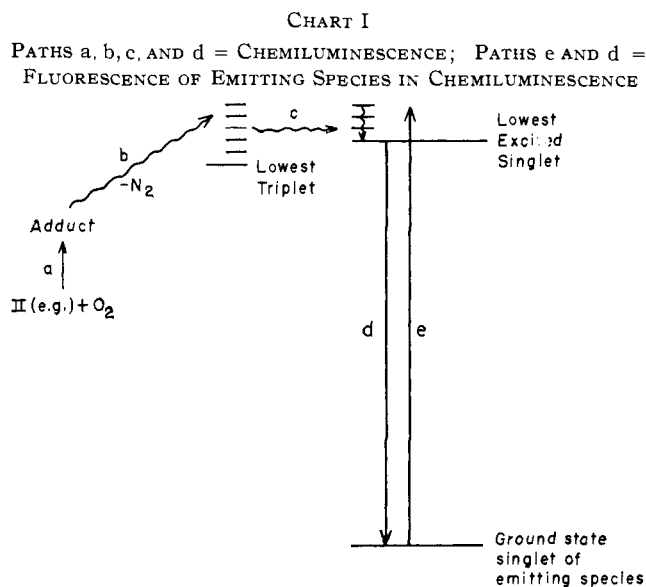 CHART I
PATHS a, b, c, AND d = CHEMILUMINESCENCE; PATHS e AND d =
FLUORESCENCE OF EMITTING SPECIES IN CHEMILUMINESCENCE
c
Lowest
Excited
Singlet
b
-N2
Lowest
Triplet
Adduct
a
II (e.g.) + O2
d
e
Ground state
singlet of
emitting species